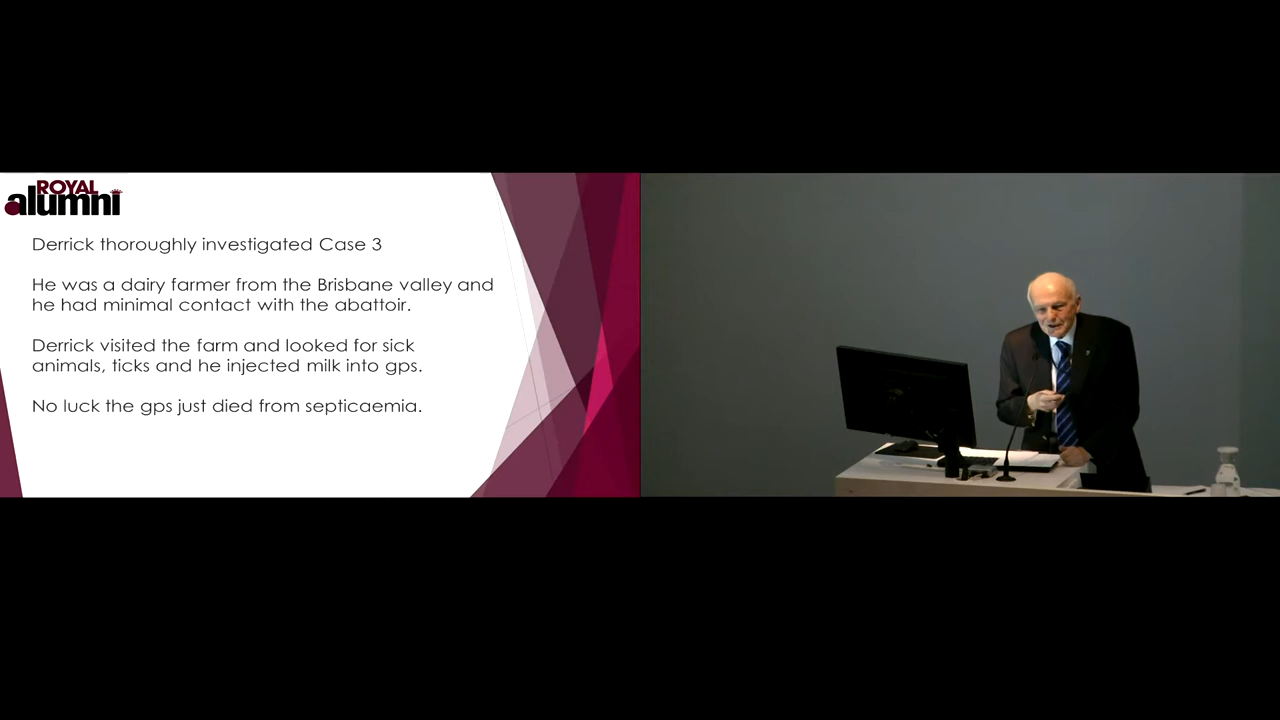 ROYAL
alumni
Derrick thoroughly investigated Case 3
He was a dairy farmer from the Brisbane valley and
he had minimal contact with the abattoir.
Derrick visited the farm and looked for sick
animals, ticks and he injected milk into gps.
No luck the gps just died from septicaemia.